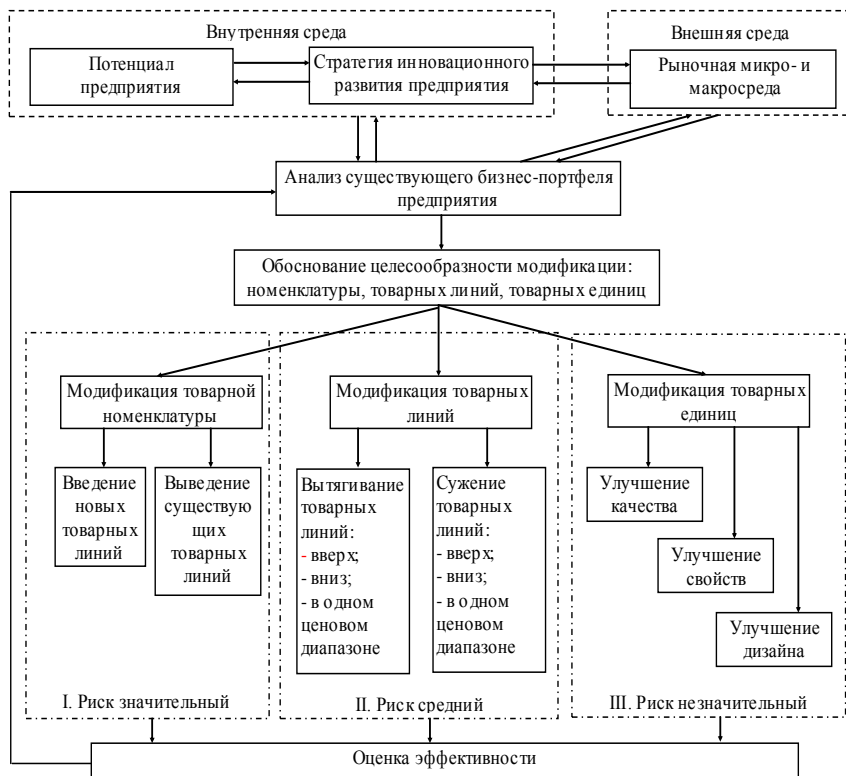 Внутренняя среда
Внешняя среда
Потенциал
предприятия
Стратегия инновационного
развития предприятия
Рыночная микро- и
макросреда
Анализ существующего бизнес-портфеля
предприятия
Обоснование целесообразности модификации:
номенклатуры, товарных линий, товарных единиц
Модификация товарной
номенклатуры
Введение
новых
товарных
линий
Выведение
существую
щих
товарных
линий
I. Риск значительный
Модификация товарных
линий
Вытягивание
товарных
линий:
- вверх;
- вниз;
- в одном
ценовом
диапазоне
Сужение
товарных
линий:
- вверх;
- вниз;
- в одном
ценовом
диапазоне
II. Риск средний
Модификация товарных
единиц
Улучшение
качества
Улучшение
свойств
Улучшение
дизайна
III. Риск незначительный
Оценка эффективности